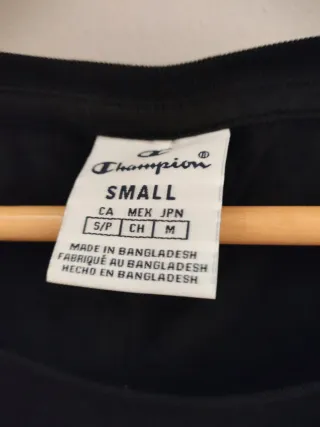 Champion®
SMALL
CA MEX JPN
S/P CH M
MADE IN BANGLADESH
FABRIQUÉ AU BANGLADESH
HECHO EN BANGLADESH